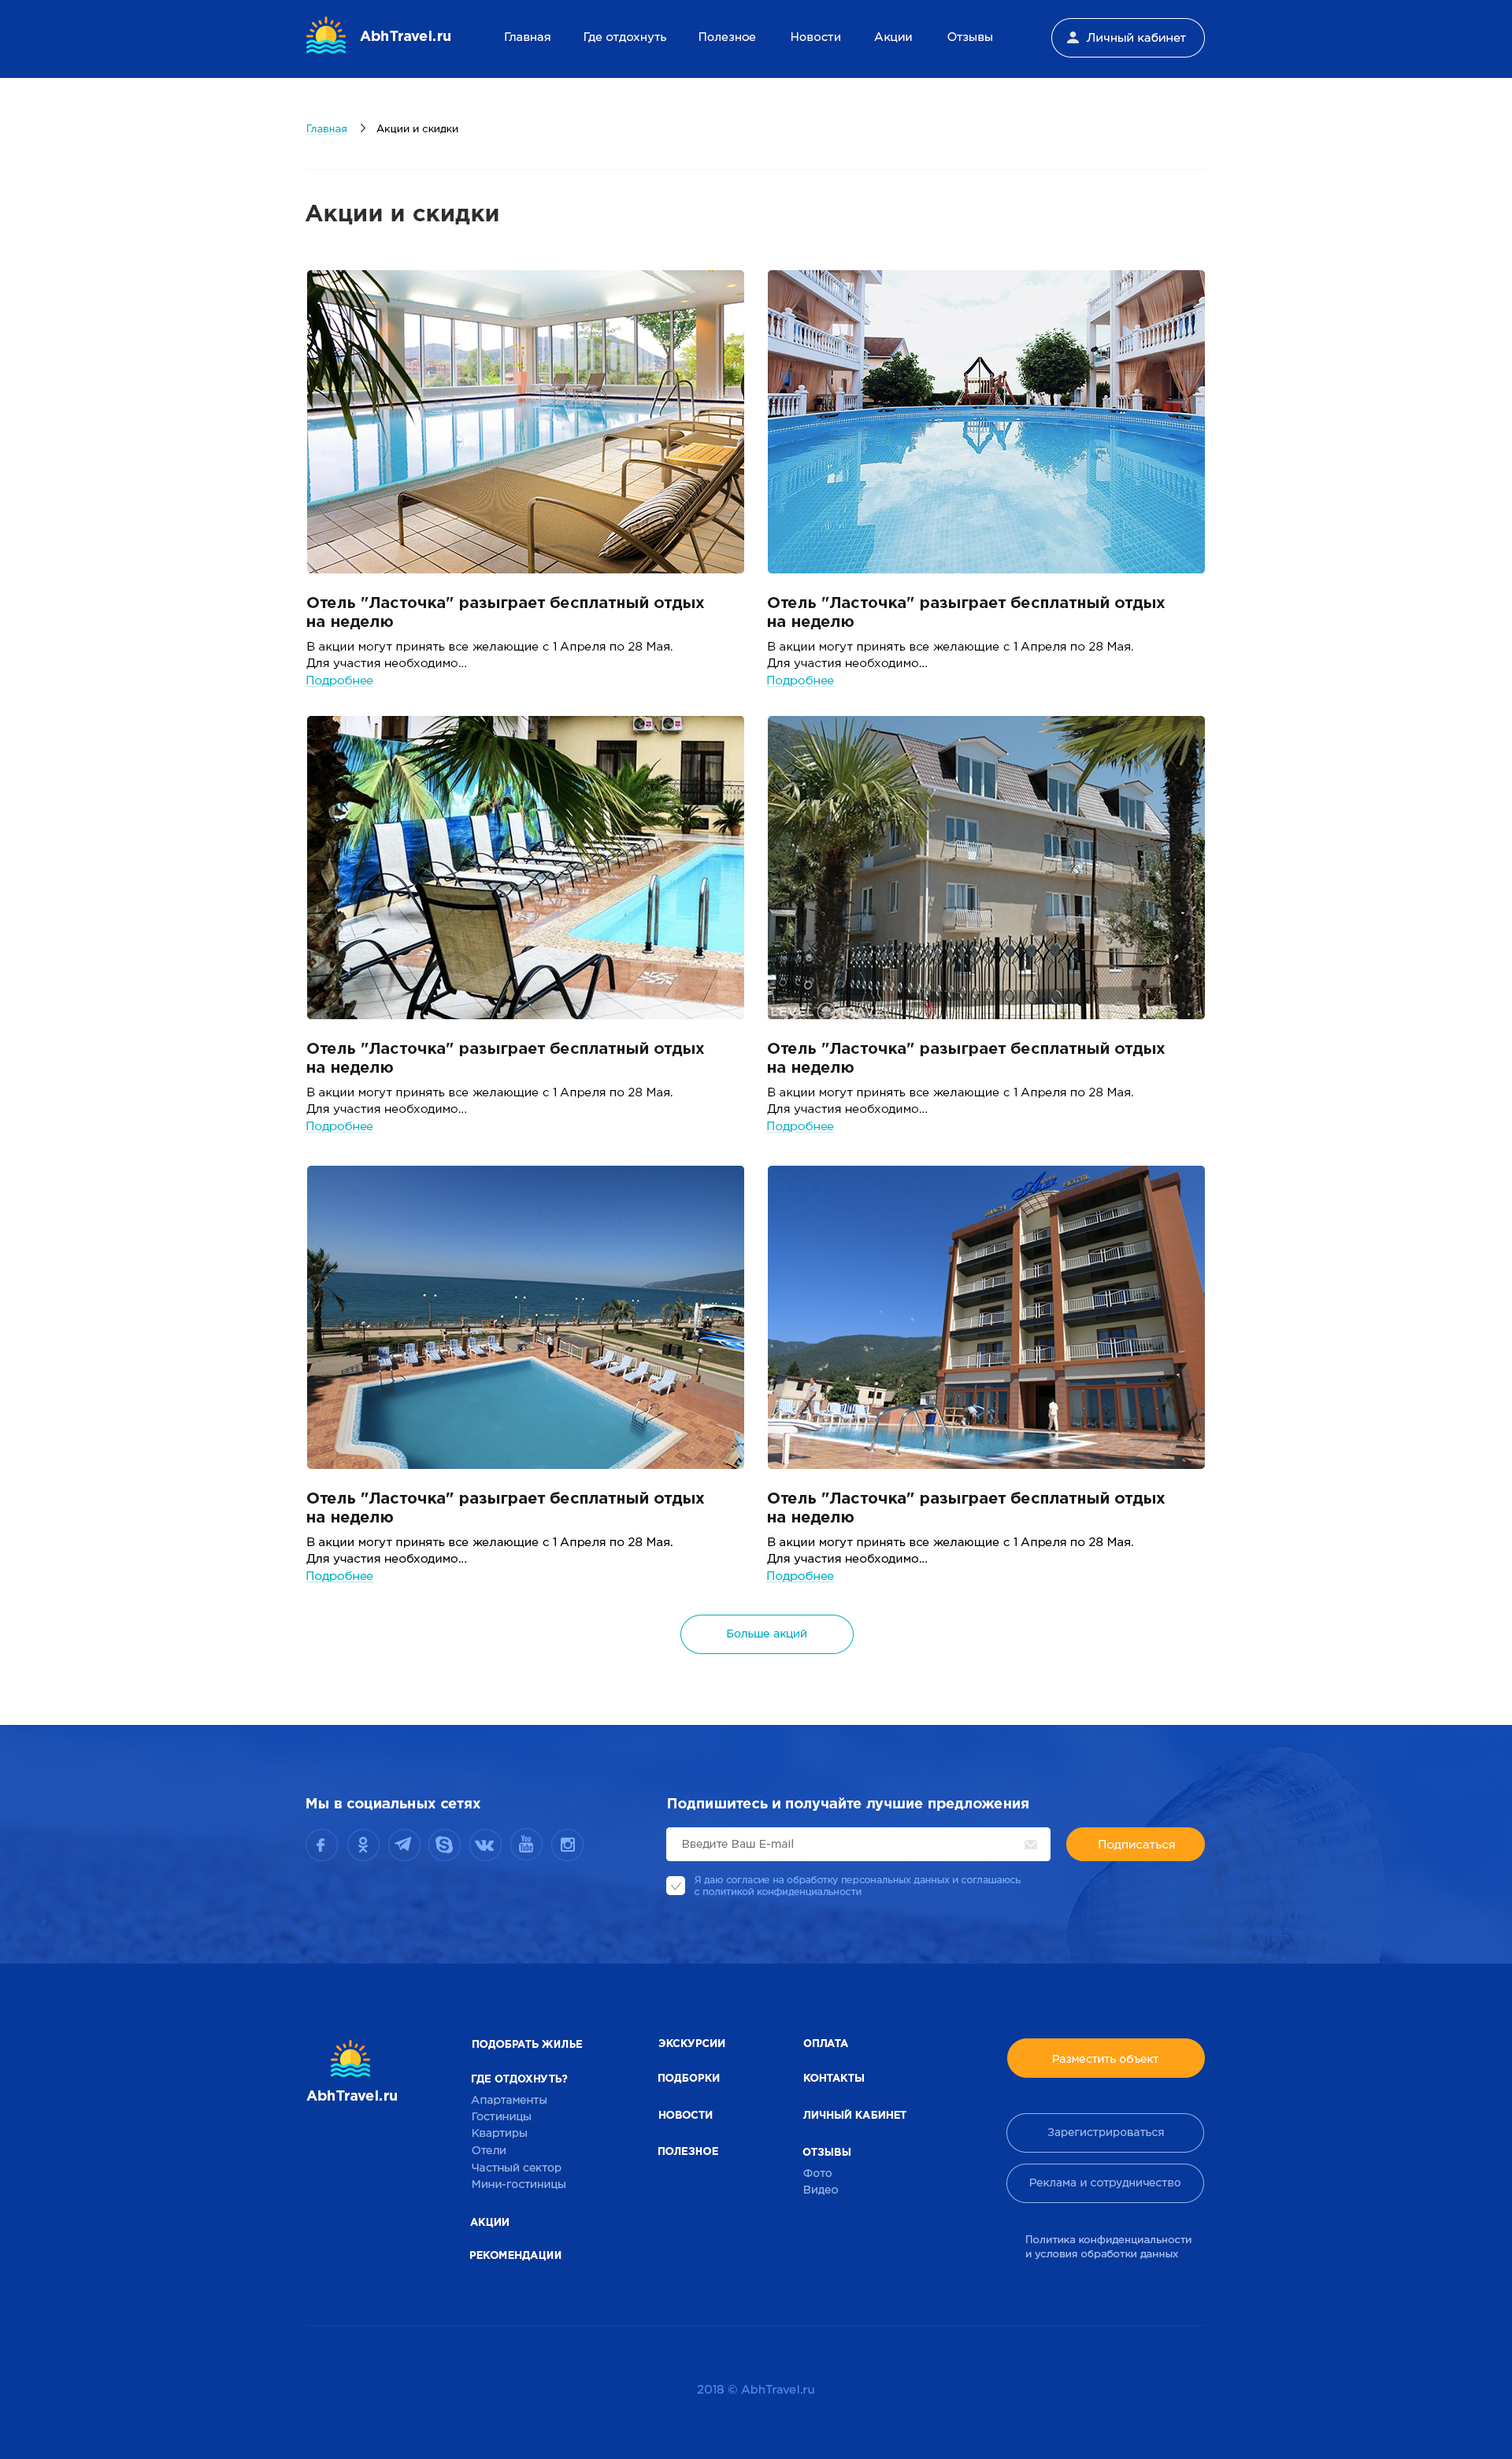 AbhTravel.ru
Главная
Где отдохнуть
Полезное
Новости
Акции
Отзывы
Личный кабинет
Главная
Акции и скидки
Акции и скидки
Отель "Ласточка" разыграет бесплатный отдых
на неделю
В акции могут принять все желающие с 1 Апреля по 28 Мая.
Для участия необходимо...
Подробнее
Отель "Ласточка" разыграет бесплатный отдых
на неделю
В акции могут принять все желающие с 1 Апреля по 28 Мая.
Для участия необходимо...
Подробнее
LEVEL TRAVEL
Отель "Ласточка" разыграет бесплатный отдых
на неделю
В акции могут принять все желающие с 1 Апреля по 28 Мая.
Для участия необходимо...
Подробнее
Отель "Ласточка" разыграет бесплатный отдых
на неделю
В акции могут принять все желающие с 1 Апреля по 28 Мая.
Для участия необходимо...
Подробнее
Отель "Ласточка" разыграет бесплатный отдых
на неделю
В акции могут принять все желающие с 1 Апреля по 28 Мая.
Для участия необходимо...
Подробнее
Отель "Ласточка" разыграет бесплатный отдых
на неделю
В акции могут принять все желающие с 1 Апреля по 28 Мая.
Для участия необходимо...
Подробнее
Больше акций
Мы в социальных сетях
You Tube
Подпишитесь и получайте лучшие предложения
Введите Ваш E-mail
Подписаться
Я даю согласие на обработку персональных данных и соглашаюсь
с политикой конфиденциальности
AbhTravel.ru
ПОДОБРАТЬ ЖИЛЬЕ
ГДЕ ОТДОХНУТЬ?
Апартаменты
Гостиницы
Квартиры
Отели
Частный сектор
Мини-гостиницы
АКЦИИ
РЕКОМЕНДАЦИИ
ЭКСКУРСИИ
ПОДБОРКИ
НОВОСТИ
ПОЛЕЗНОЕ
ОПЛАТА
КОНТАКТЫ
ЛИЧНЫЙ КАБИНЕТ
ОТЗЫВЫ
Фото
Видео
Разместить объект
Зарегистрироваться
Реклама и сотрудничество
Политика конфиденциальности
и условия обработки данных
2018 © AbhTravel.ru